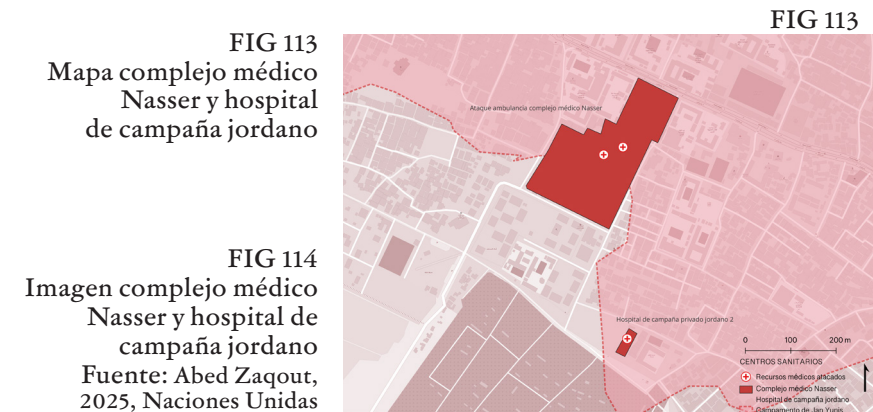 FIG 113
FIG 113
Mapa complejo médico
Nasser y hospital
de campaña jordano
FIG 114
Imagen complejo médico
Nasser y hospital de
campaña jordano
Fuente: Abed Zaqout,
2025, Naciones Unidas
Ataque ambulancia complejo médico Nasser
Hospital de campaña privado jordano 2
0 100 200 m
CENTROS SANITARIOS
Recursos médicos atacados
Complejo médico Nasser
Hospital de campaña jordano
Campamento de Jan Yunis